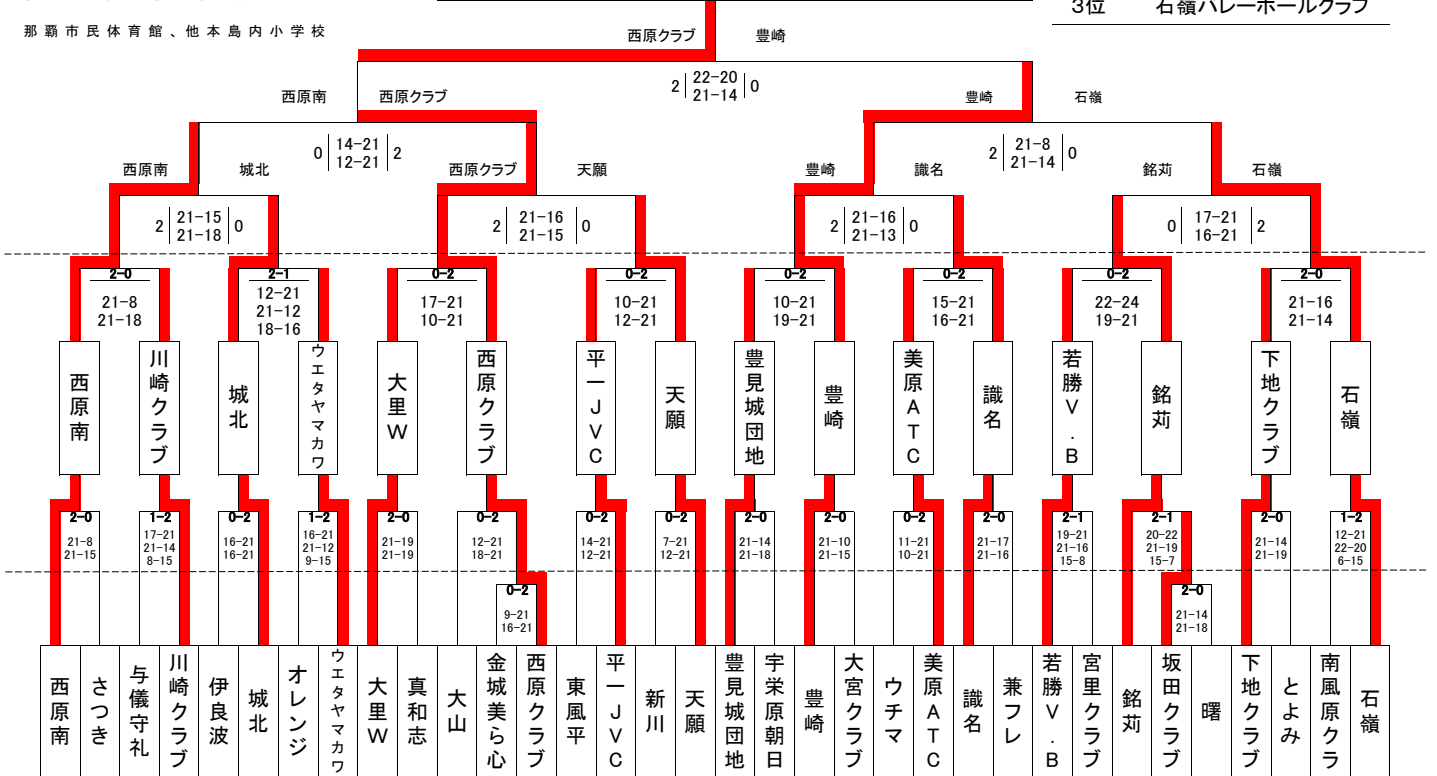 3位 石嶺バレーボールクラブ
那覇市民体育館、他本島内小学校
西原クラブ 豊崎
2 22-20 0
21-14
西原南 西原クラブ 豊崎 石嶺
0 14-21 2 2 21-8 0
12-21 21-14
西原南 城北 西原クラブ 天願 豊崎 識名 銘苅 石嶺
2 21-15 0 2 21-16 0 2 21-16 0 0 17-21 2
21-18 21-15 21-13 16-21
2-0 2-1 0-2 0-2 0-2 0-2 0-2 2-0
21-8 12-21 17-21 10-21 10-21 15-21 22-24 21-16
21-18 21-12 10-21 12-21 19-21 16-21 19-21 21-14
18-16
西原南 川崎クラブ 城北 ウエタヤマカワ 大里W 西原クラブ 平一JVC 天願 豊見城団地 豊崎 美原ATC 識名 若勝V.B 銘苅 下地クラブ 石嶺
2-0 1-2 0-2 1-2 2-0 0-2 0-2 0-2 2-0 2-0 0-2 2-0 2-1 2-1 2-0 1-2
21-8 17-21 16-21 16-21 21-19 12-21 14-21 7-21 21-14 21-10 11-21 21-17 19-21 20-22 21-14 12-21
21-15 21-14 16-21 21-12 21-19 18-21 12-21 12-21 21-18 21-15 10-21 21-16 21-16 21-19 21-19 22-20
8-15 9-15 15-8 15-7 6-15
0-2 2-0
9-21 21-14
16-21 21-18
西原南 さつき 与儀守礼 川崎クラブ 伊良波 城北 オレンジ ウエタヤマカワ 大里W 真和志 大山 金城美ら心 西原クラブ 東風平 平一JVC 新川 天願 豊見城団地 宇栄原朝日 豊崎 大宮クラブ ウチマ 美原ATC 識名 兼フレ 若勝V.B 宮里クラブ 銘苅 坂田クラブ 曙 下地クラブ とよみ 南風原クラ 石嶺